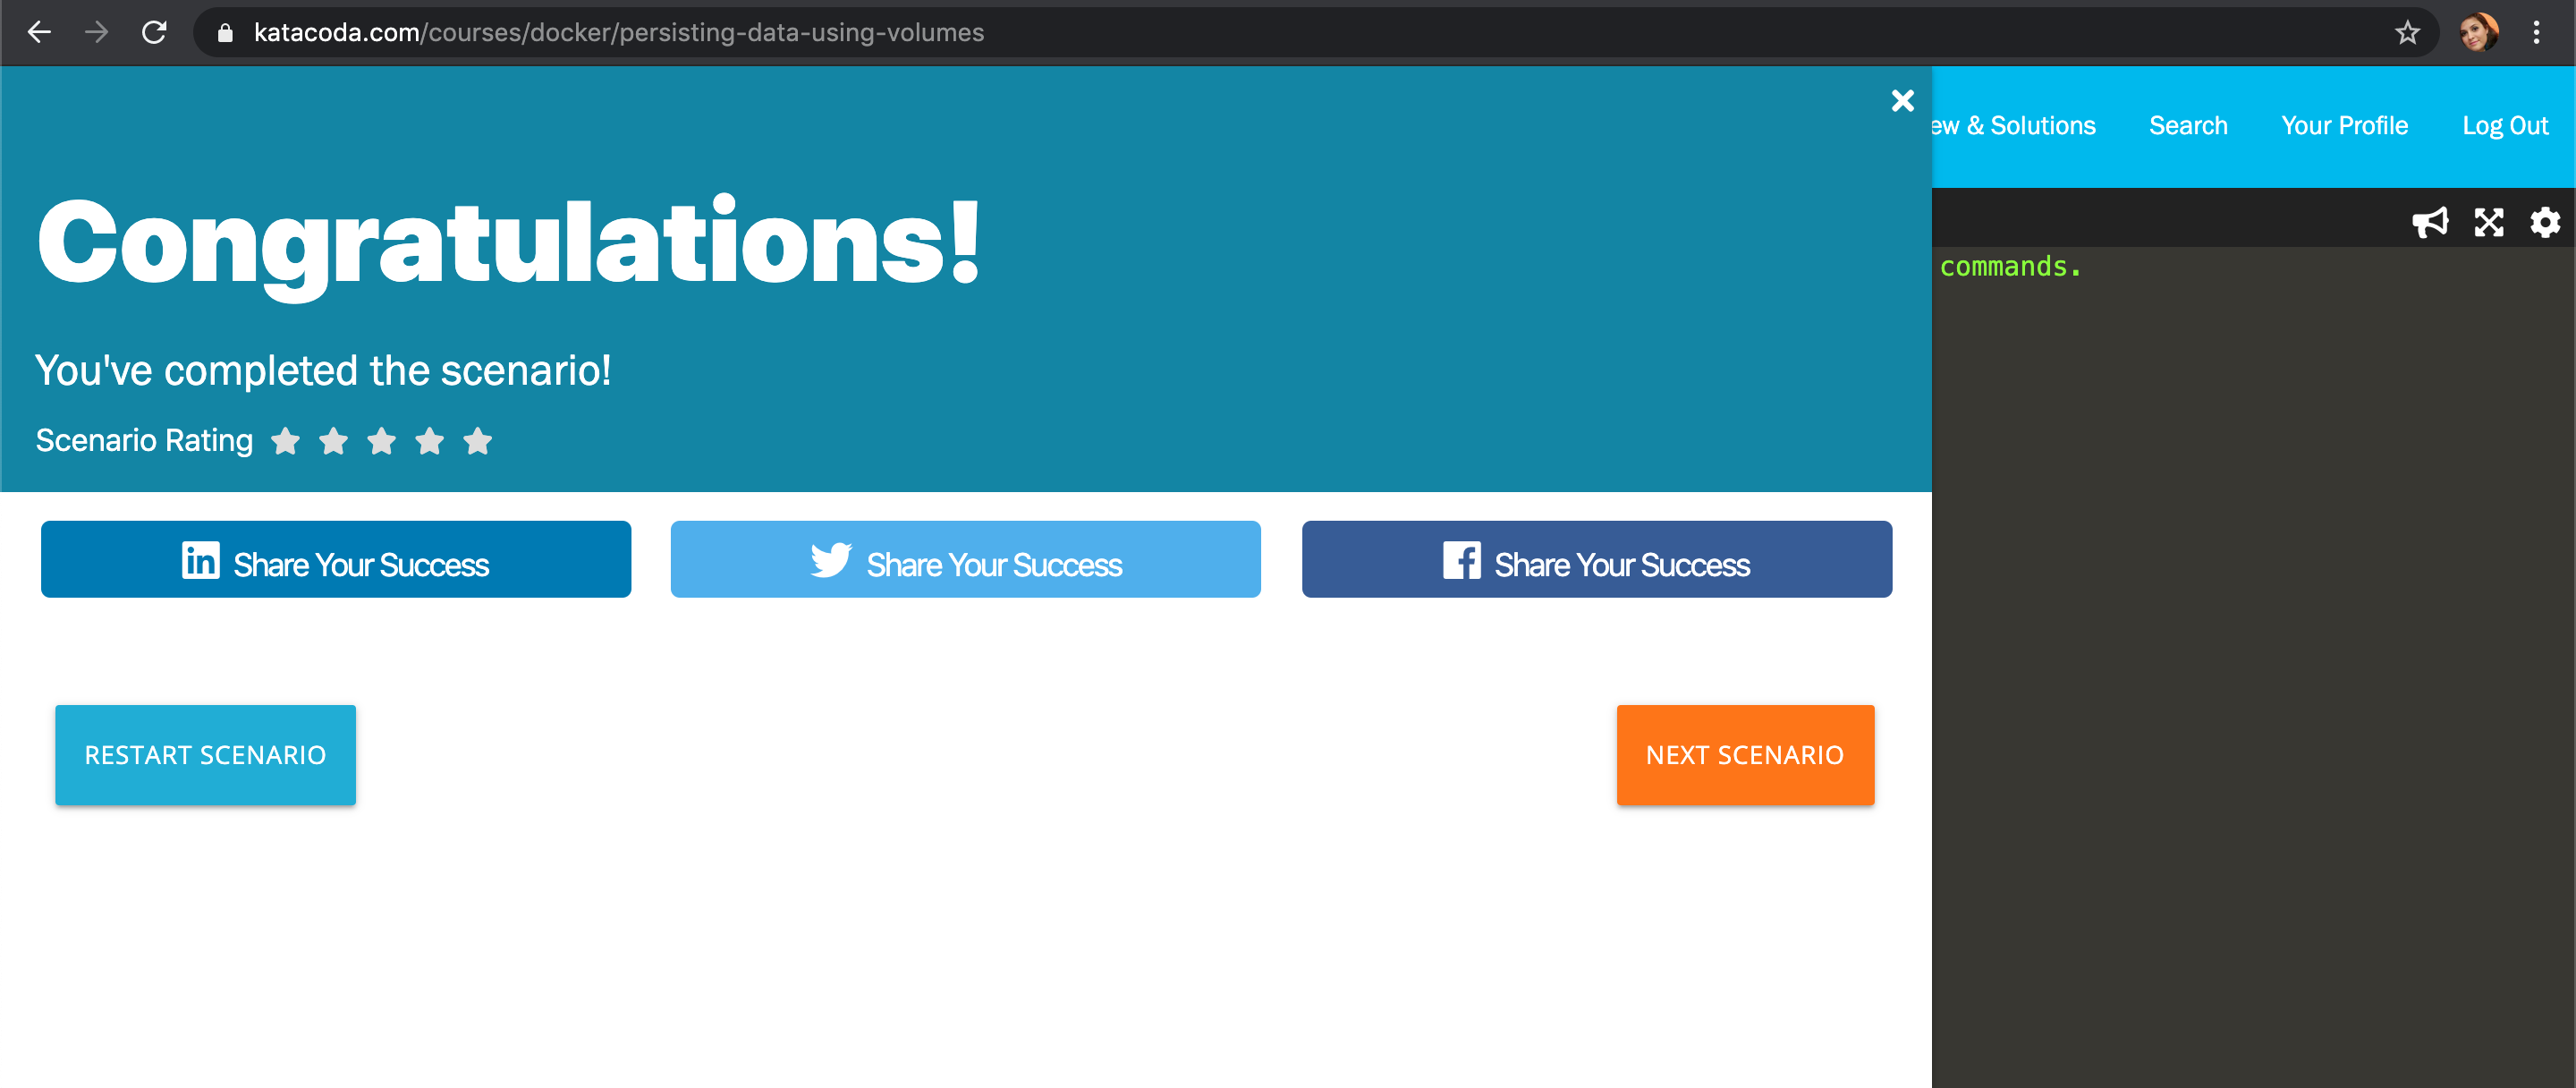 katacoda.com/courses/docker/persisting-data-using-volumes
ew & Solutions Search Your Profile Log Out
commands.
Congratulations!
You've completed the scenario!
Scenario Rating
in Share Your Success
Share Your Success
f Share Your Success
RESTART SCENARIO
NEXT SCENARIO